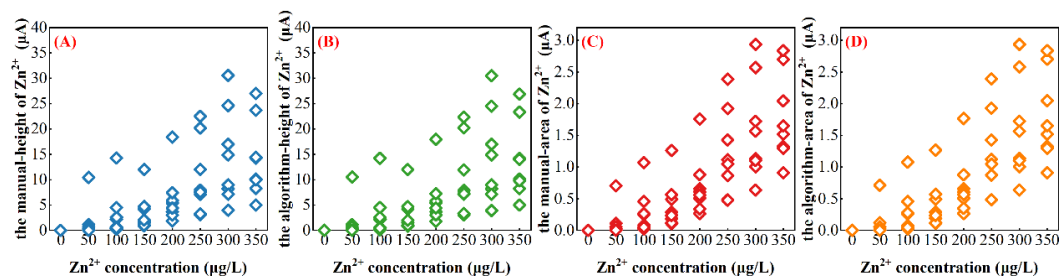 the manual-height of Zn²⁺ (μA)
40
35
30
25
20
15
10
5
0
(A)
0 50 100 150 200 250 300 350
Zn²⁺ concentration (μg/L)
the algorithm-height of Zn²⁺ (μA)
40
35
30
25
20
15
10
5
0
(B)
0 50 100 150 200 250 300 350
Zn²⁺ concentration (μg/L)
the manual-area of Zn²⁺ (μA)
3.0
2.5
2.0
1.5
1.0
0.5
0.0
(C)
0 50 100 150 200 250 300 350
Zn²⁺ concentration (μg/L)
the algorithm-area of Zn²⁺ (μA)
3.0
2.5
2.0
1.5
1.0
0.5
0.0
(D)
0 50 100 150 200 250 300 350
Zn²⁺ concentration (μg/L)